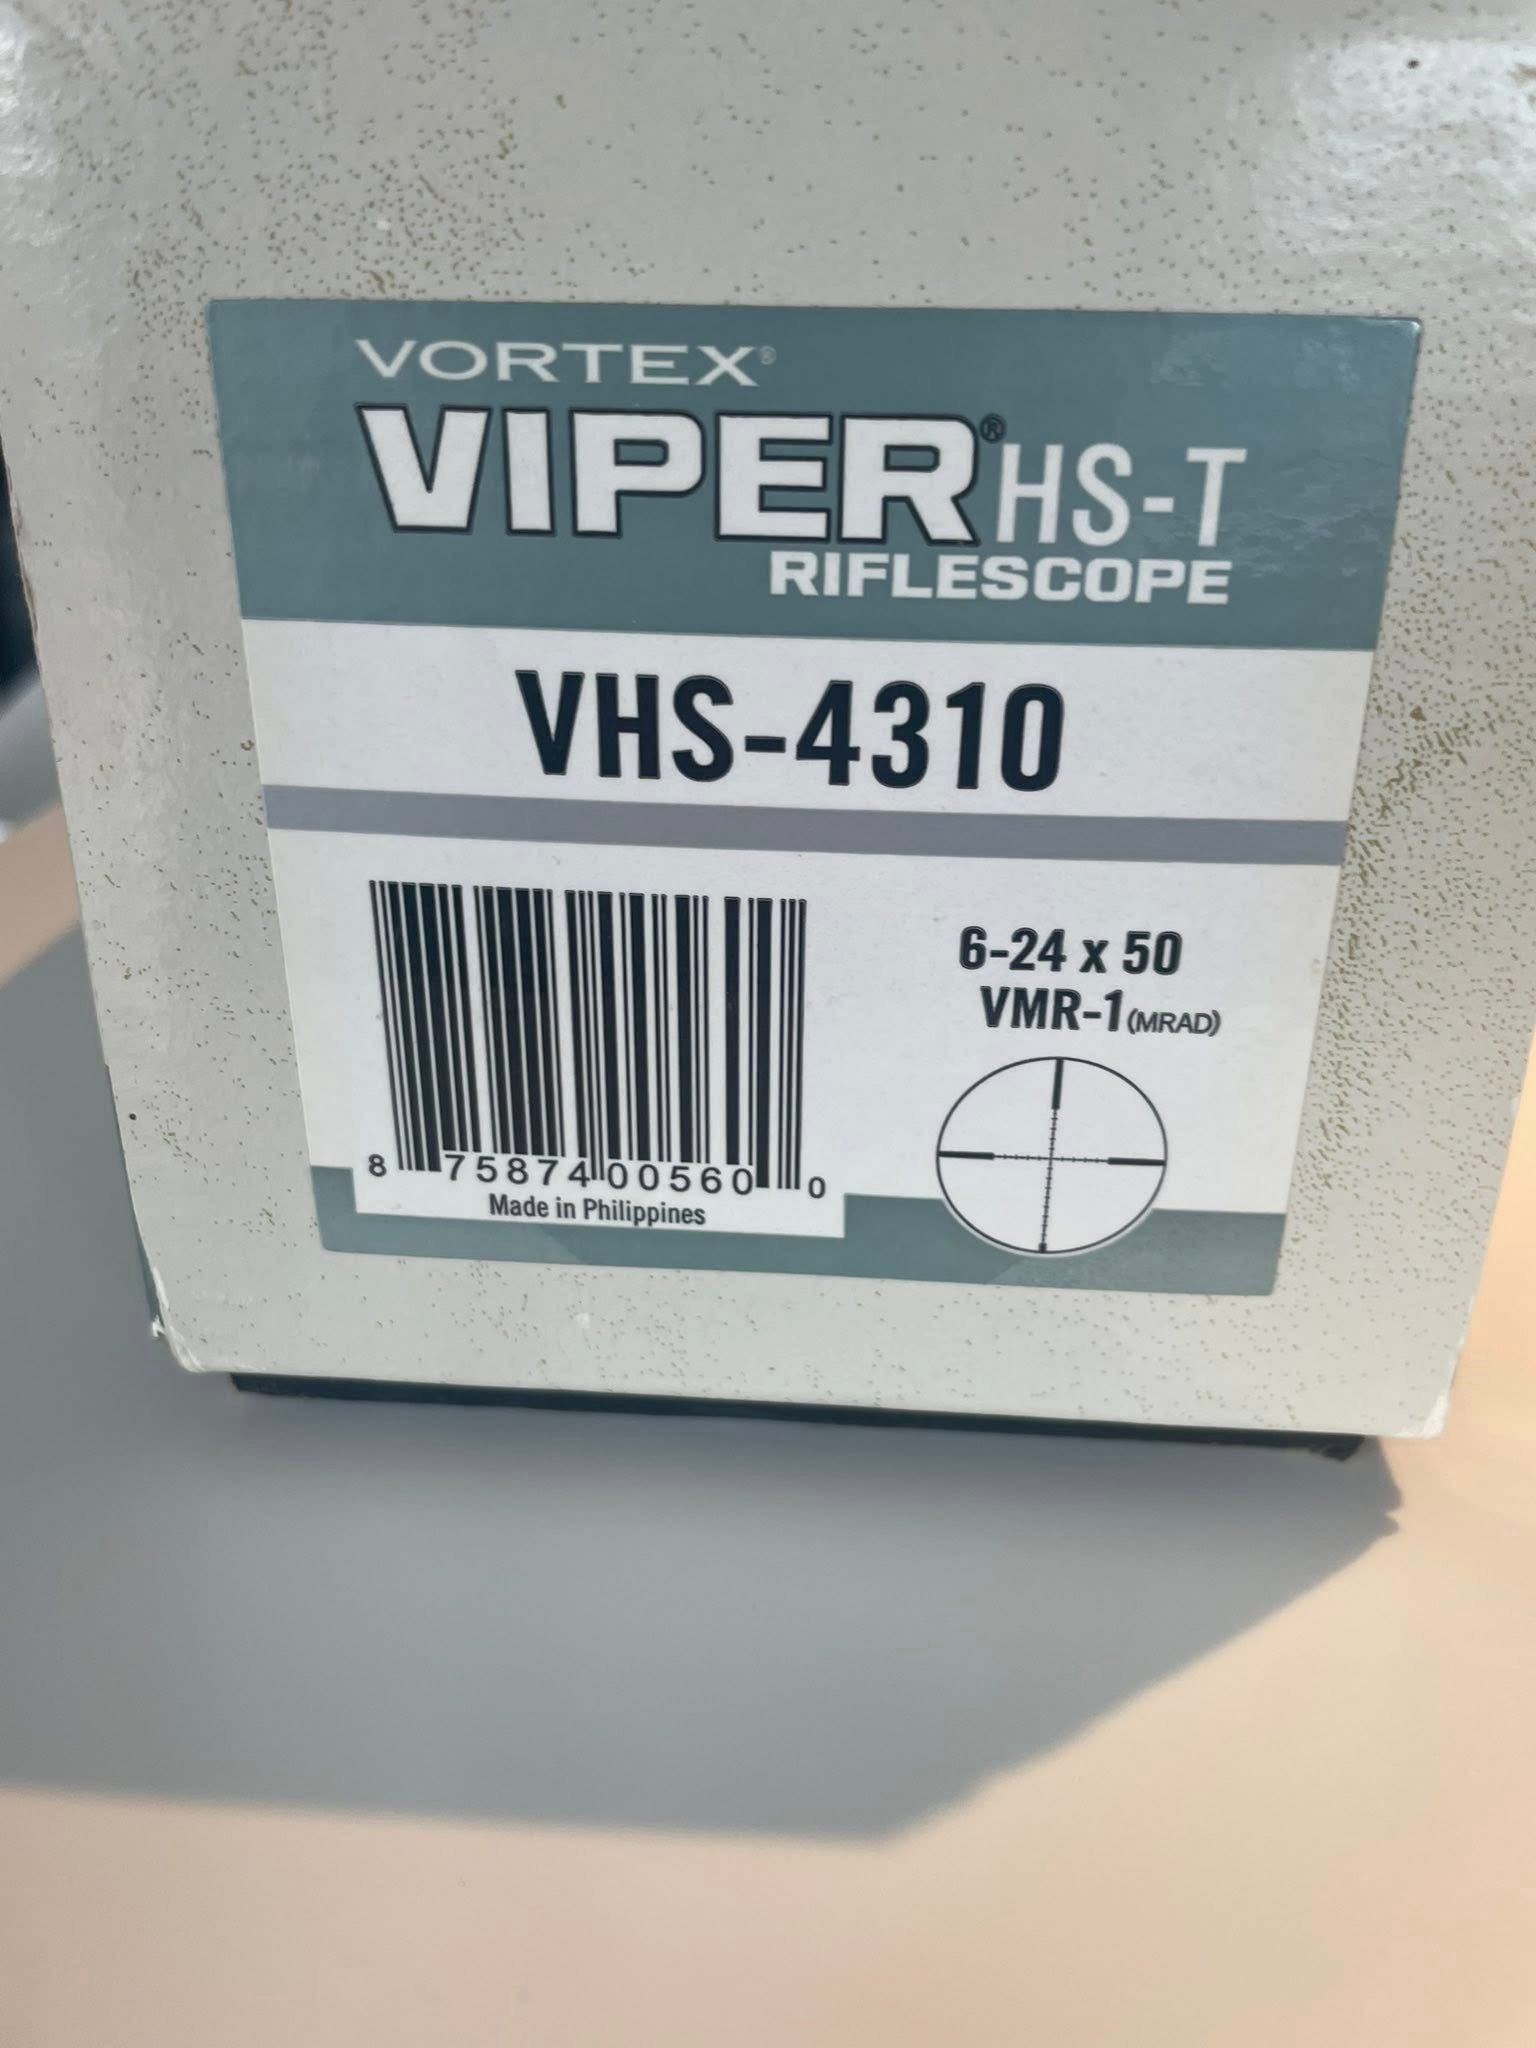 VORTEX®
VIPER® HS-T
RIFLESCOPE
VHS-4310
6-24 x 50
VMR-1 (MRAD)
8 75874 00560 0
Made in Philippines